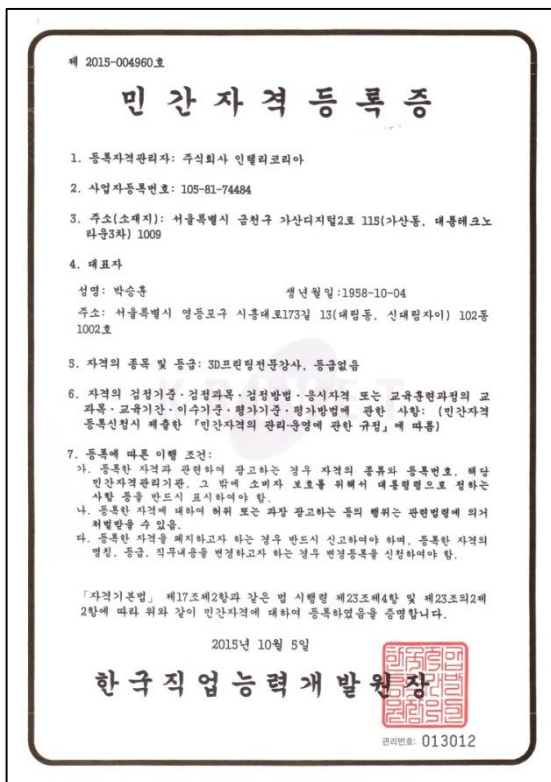 제 2015-004960호
민간자격등록증
1. 등록자격관리자: 주식회사 인텔리코리아
2. 사업자등록번호: 105-81-74484
3. 주소(소재지): 서울특별시 금천구 가산디지털2로 115(가산동, 대륭테크노
타운3차) 1009
4. 대표자
성명: 박승훈 생년월일:1958-10-04
주소: 서울특별시 영등포구 시흥대로173길 13(대림동, 신대림자이) 102동
1002호
5. 자격의 종목 및 등급: 3D프린팅전문강사, 등급없음
6. 자격의 검정기준·검정과목·검정방법·응시자격 또는 교육훈련과정의 교
과목·교육기간·이수기준·평가기준·평가방법에 관한 사항: (민간자격
등록신청시 제출한 「민간자격의 관리·운영에 관한 규정」에 따름)
7. 등록에 따른 이행 조건:
가. 등록한 자격과 관련하여 광고하는 경우 자격의 종류와 등록번호, 해당
민간자격관리기관, 그 밖에 소비자 보호를 위해서 대통령령으로 정하는
사항 등을 반드시 표시하여야 함.
나. 등록한 자격에 대하여 허위 또는 과장 광고하는 등의 행위는 관련법령에 의거
처벌받을 수 있음.
다. 등록한 자격을 폐지하고자 하는 경우 반드시 신고하여야 하며, 등록한 자격의
명칭, 등급, 직무내용을 변경하고자 하는 경우 변경등록을 신청하여야 함.
「자격기본법」 제17조제2항과 같은 법 시행령 제23조제4항 및 제23조의2제
2항에 따라 위와 같이 민간자격에 대하여 등록하였음을 증명합니다.
2015년 10월 5일
한국직업능력개발원장
관리번호: 013012